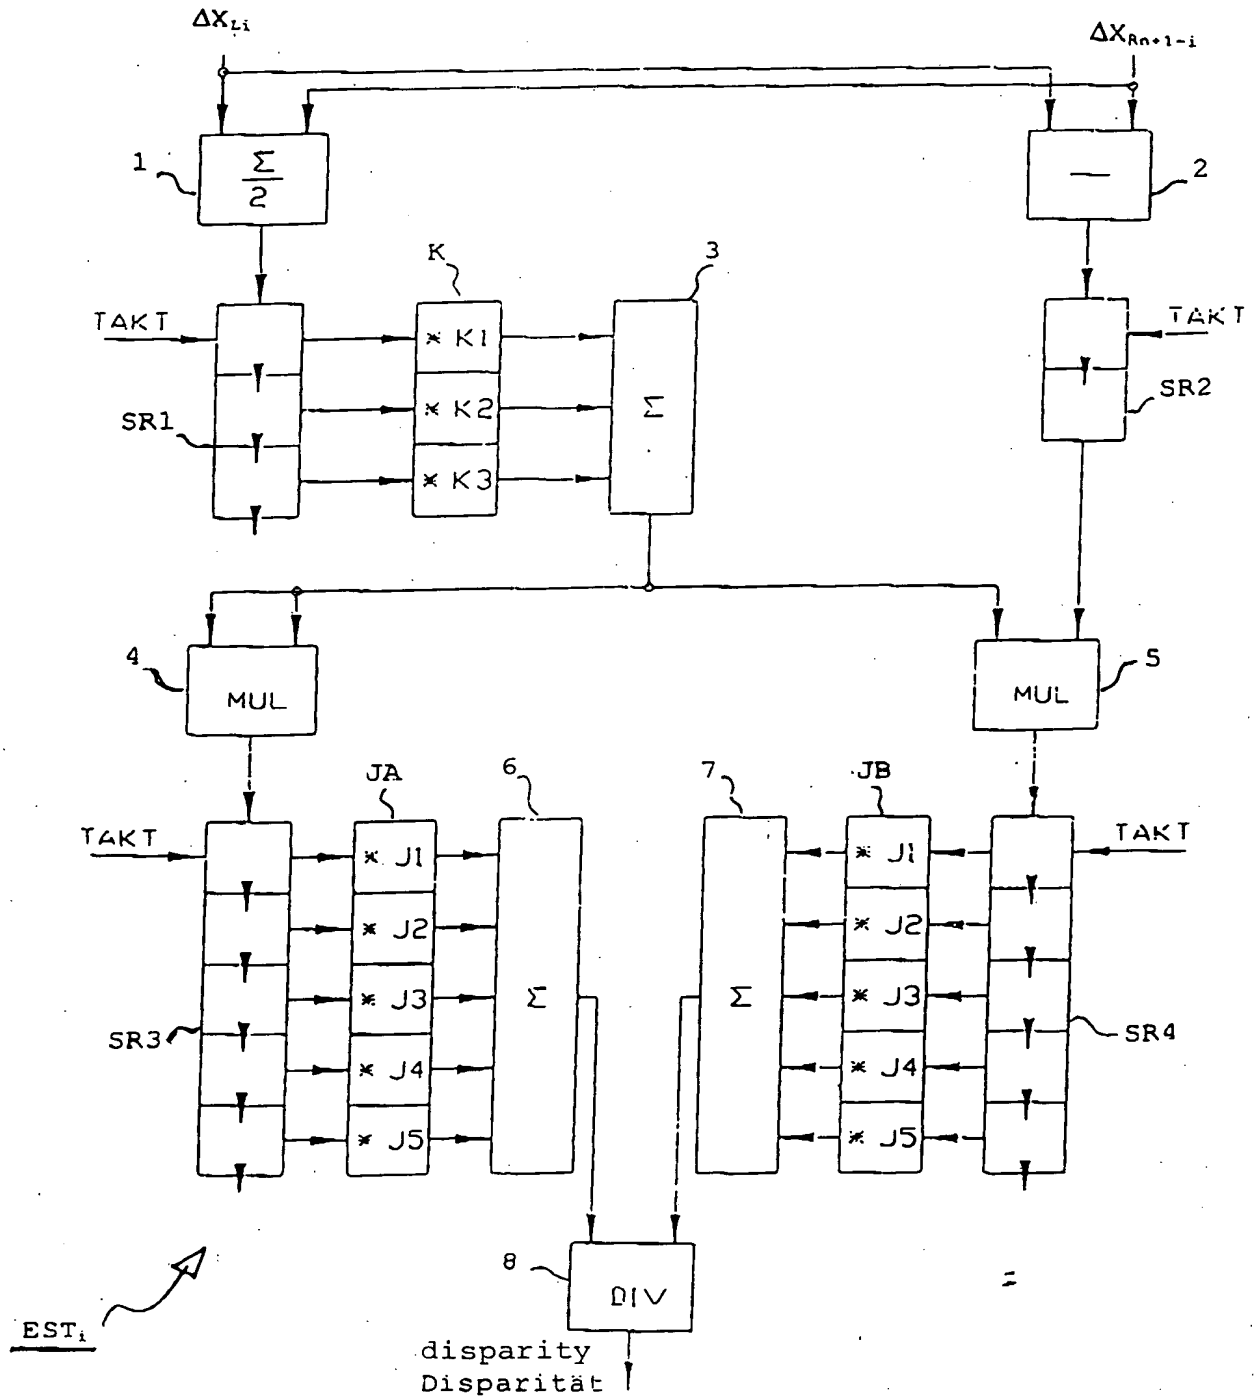 ΔX_Li
ΔX_Rn+1-i
1
Σ
2
—
2
K
3
TAKT
* K1
TAKT
* K2
Σ
SR2
SR1
* K3
4
MUL
MUL
5
JA
6
7
JB
TAKT
* J1
* J1
TAKT
* J2
* J2
* J3
Σ
Σ
* J3
SR3
SR4
* J4
* J4
* J5
* J5
8
DIV
EST_i
disparity
Disparität